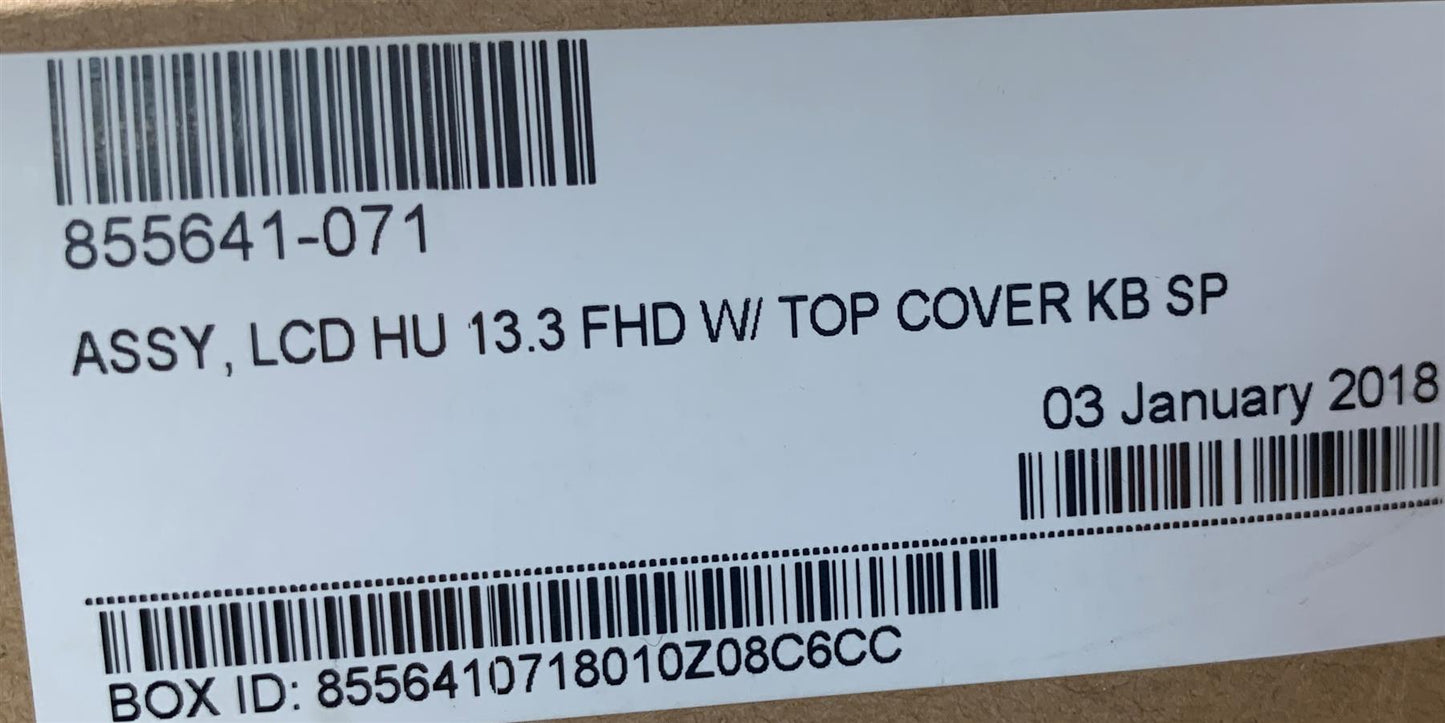 855641-071
ASSY, LCD HU 13.3 FHD W/ TOP COVER KB SP
03 January 2018
BOX ID: 8556410718010Z08C6CC